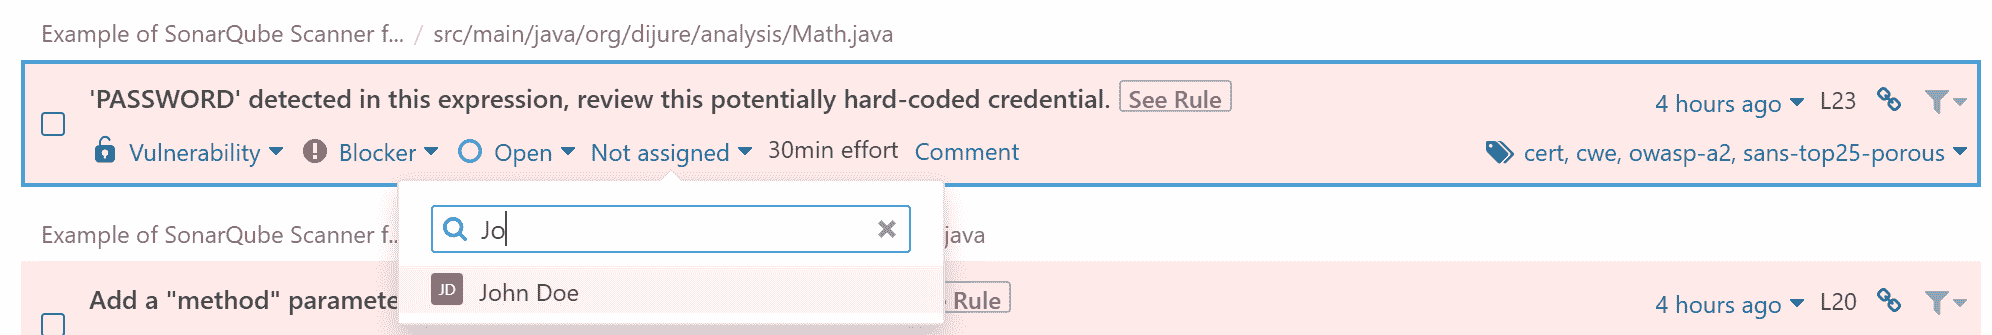 Example of SonarQube Scanner f... / src/main/java/org/dijure/analysis/Math.java
'PASSWORD' detected in this expression, review this potentially hard-coded credential. See Rule 4 hours ago L23
Vulnerability Blocker Open Not assigned 30min effort Comment cert, cwe, owasp-a2, sans-top25-porous
Jo
Example of SonarQube Scanner f.. java
JD John Doe
Add a "method" paramete Rule 4 hours ago L20